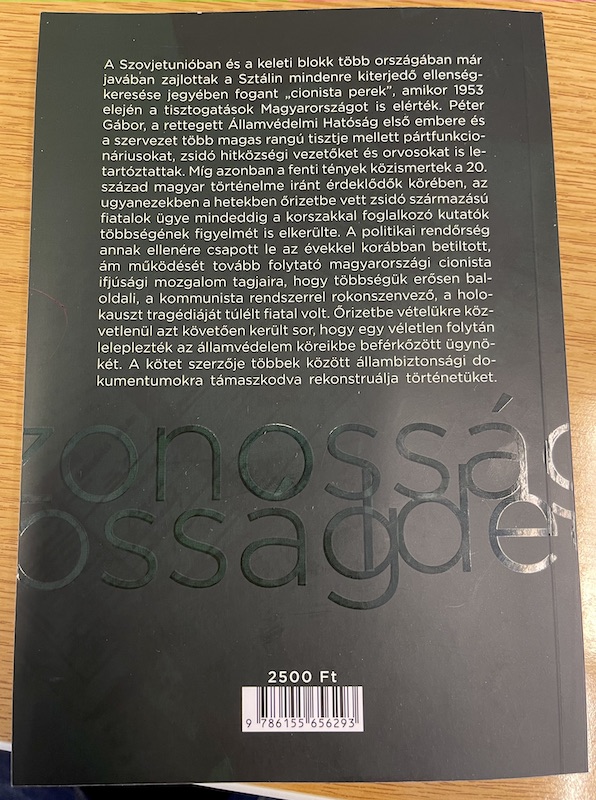 A Szovjetunióban és a keleti blokk több országában már
javában zajlottak a Sztálin mindenre kiterjedő ellenség-
keresése jegyében fogant „cionista perek”, amikor 1953
elején a tisztogatások Magyarországot is elérték. Péter
Gábor, a rettegett Államvédelmi Hatóság első embere és
a szervezet több magas rangú tisztje mellett pártfunkcio-
náriusokat, zsidó hitközségi vezetőket és orvosokat is le-
tartóztattak. Míg azonban a fenti tények közismertek a 20.
század magyar történelme iránt érdeklődők körében, az
ugyanezekben a hetekben őrizetbe vett zsidó származású
fiatalok ügye mindeddig a korszakkal foglalkozó kutatók
többségének figyelmét is elkerülte. A politikai rendőrség
annak ellenére csapott le az évekkel korábban betiltott,
ám működését tovább folytató magyarországi cionista
ifjúsági mozgalom tagjaira, hogy többségük erősen bal-
oldali, a kommunista rendszerrel rokonszenvező, a holo-
kauszt tragédiáját túlélt fiatal volt. Őrizetbe vételükre köz-
vetlenül azt követően került sor, hogy egy véletlen folytán
leleplezték az államvédelem köreikbe beférkőzött ügynö-
két. A kötet szerzője többek között állambiztonsági do-
kumentumokra támaszkodva rekonstruálja történetüket.
zonosság
osságide
2500 Ft
9 786155 656293